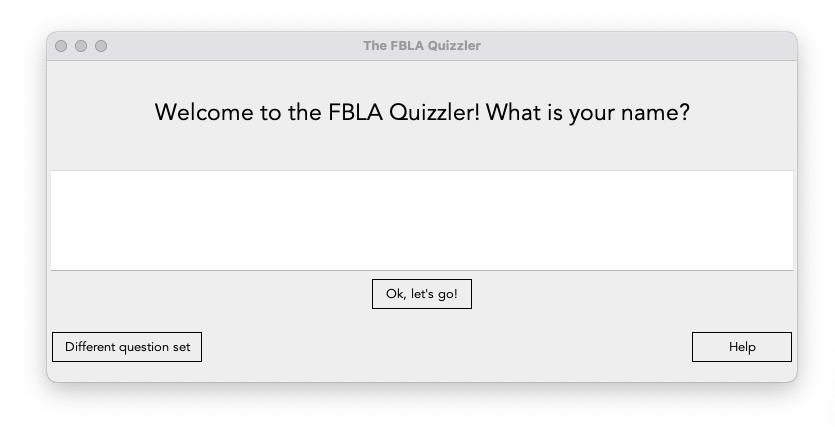 The FBLA Quizzler
Welcome to the FBLA Quizzler! What is your name?
Ok, let's go!
Different question set
Help